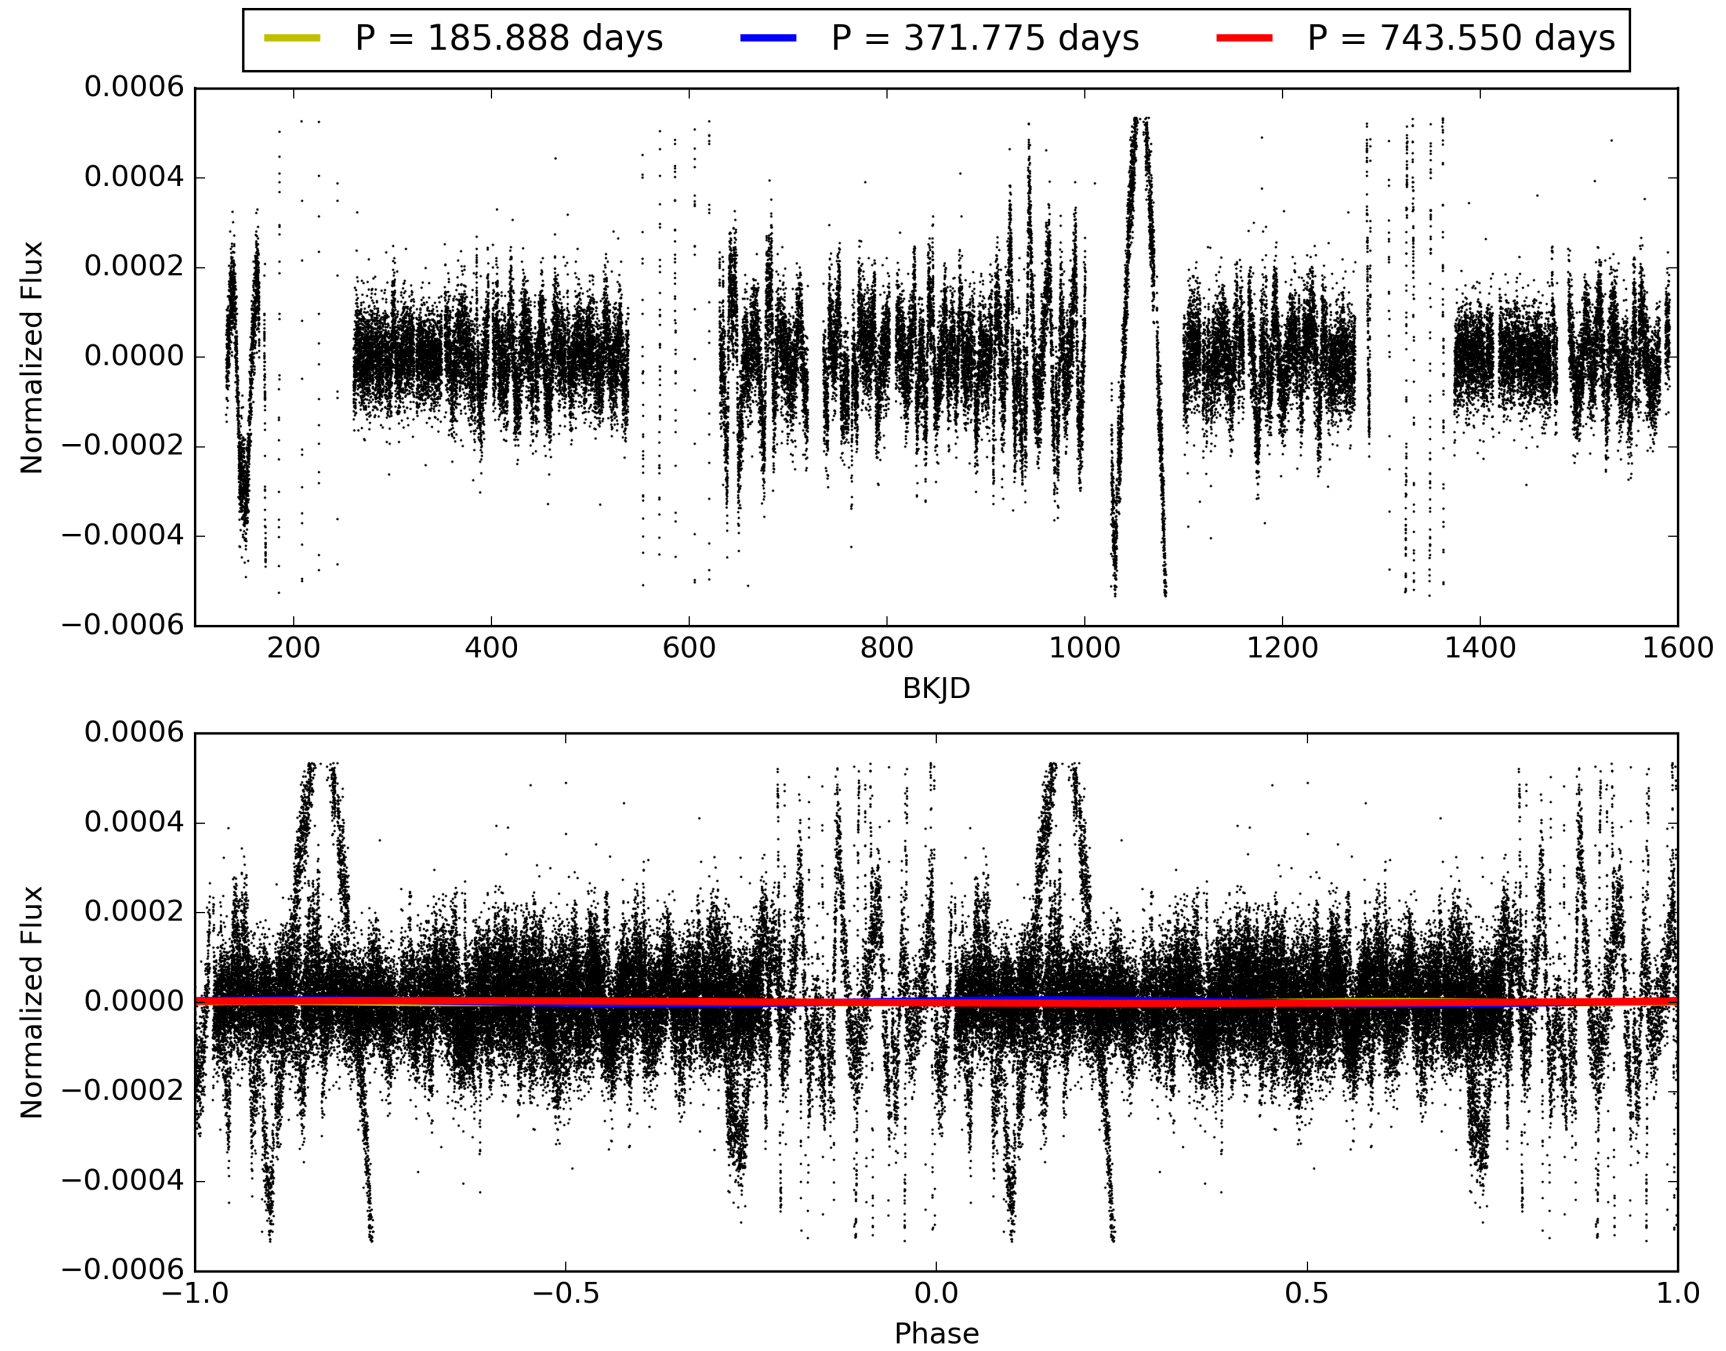 P = 185.888 days P = 371.775 days P = 743.550 days
0.0006
0.0004
0.0002
0.0000
−0.0002
−0.0004
−0.0006
Normalized Flux
200 400 600 800 1000 1200 1400 1600
BKJD
0.0006
0.0004
0.0002
0.0000
−0.0002
−0.0004
−0.0006
Normalized Flux
−1.0 −0.5 0.0 0.5 1.0
Phase